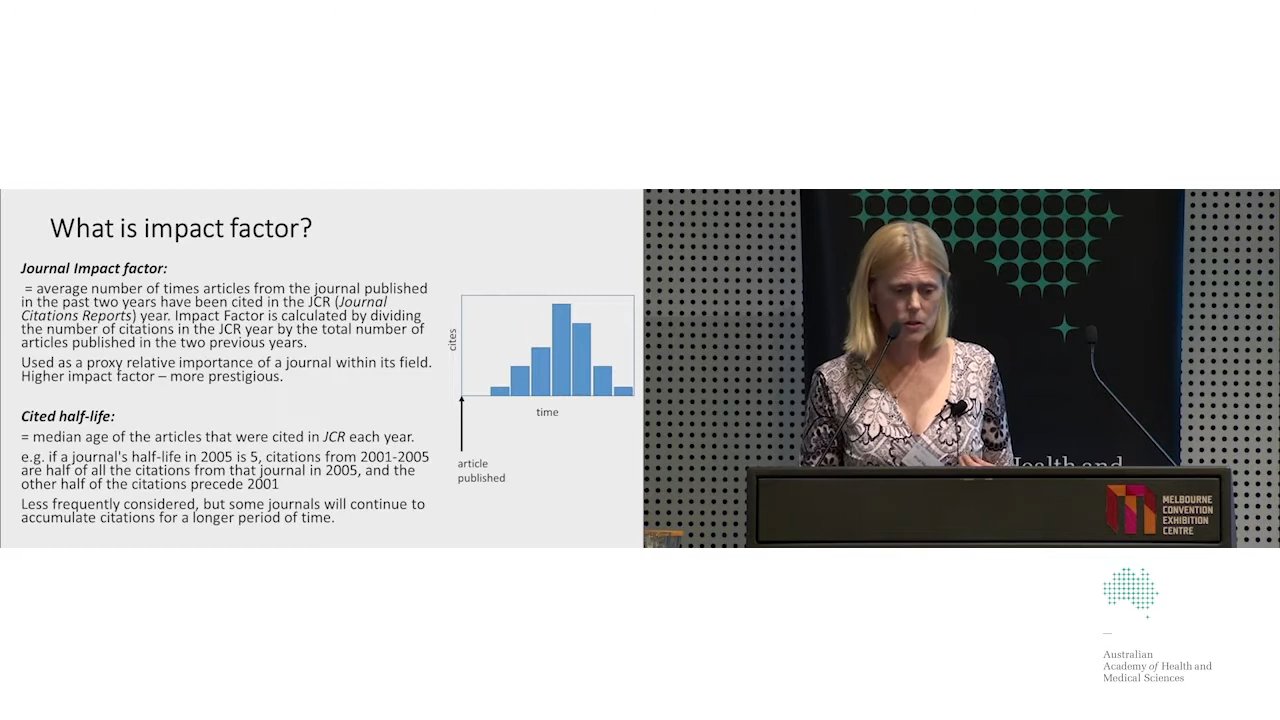 What is impact factor?
Journal Impact factor:
= average number of times articles from the journal published
in the past two years have been cited in the JCR (Journal
Citations Reports) year. Impact Factor is calculated by dividing
the number of citations in the JCR year by the total number of
articles published in the two previous years.
Used as a proxy relative importance of a journal within its field.
Higher impact factor – more prestigious.
Cited half-life:
= median age of the articles that were cited in JCR each year.
e.g. if a journal's half-life in 2005 is 5, citations from 2001-2005
are half of all the citations from that journal in 2005, and the
other half of the citations precede 2001
Less frequently considered, but some journals will continue to
accumulate citations for a longer period of time.
cites
time
article
published
Health and
MELBOURNE
CONVENTION
EXHIBITION
CENTRE
Australian
Academy of Health and
Medical Sciences